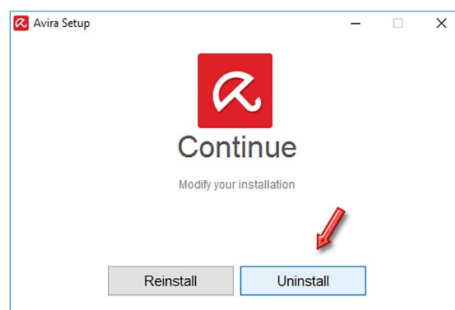 Avira Setup
Continue
Modify your installation
Reinstall
Uninstall